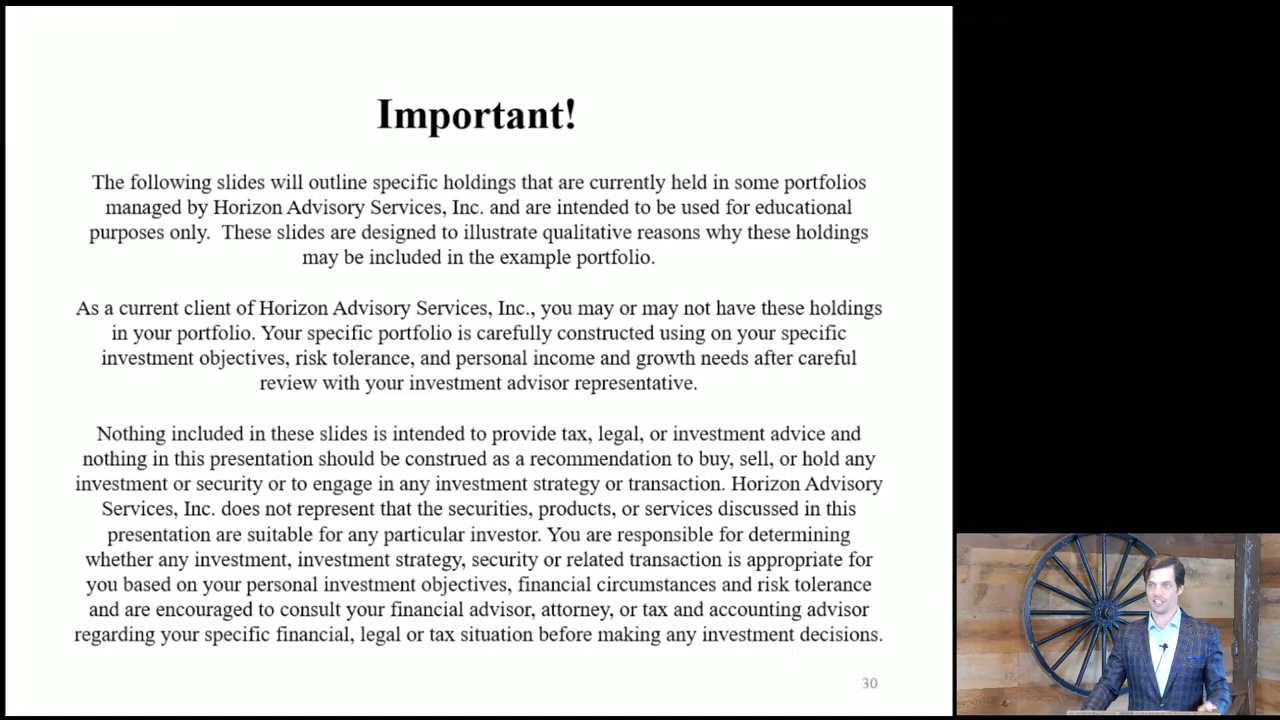 Important!
The following slides will outline specific holdings that are currently held in some portfolios
managed by Horizon Advisory Services, Inc. and are intended to be used for educational
purposes only.  These slides are designed to illustrate qualitative reasons why these holdings
may be included in the example portfolio.
As a current client of Horizon Advisory Services, Inc., you may or may not have these holdings
in your portfolio. Your specific portfolio is carefully constructed using on your specific
investment objectives, risk tolerance, and personal income and growth needs after careful
review with your investment advisor representative.
Nothing included in these slides is intended to provide tax, legal, or investment advice and
nothing in this presentation should be construed as a recommendation to buy, sell, or hold any
investment or security or to engage in any investment strategy or transaction. Horizon Advisory
Services, Inc. does not represent that the securities, products, or services discussed in this
presentation are suitable for any particular investor. You are responsible for determining
whether any investment, investment strategy, security or related transaction is appropriate for
you based on your personal investment objectives, financial circumstances and risk tolerance
and are encouraged to consult your financial advisor, attorney, or tax and accounting advisor
regarding your specific financial, legal or tax situation before making any investment decisions.
30